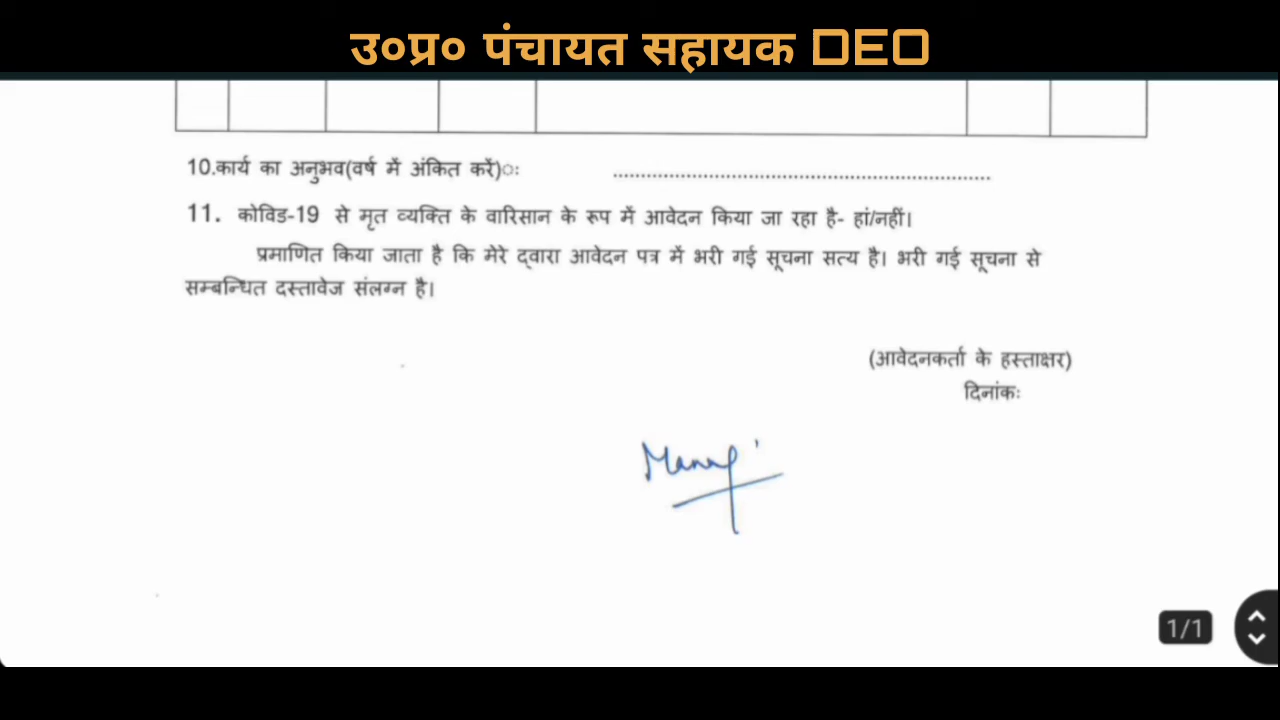 उ०प्र० पंचायत सहायक DEO
10.कार्य का अनुभव(वर्ष में अंकित करें)ः ........................................................
11. कोविड-19 से मृत व्यक्ति के वारिसान के रूप में आवेदन किया जा रहा है- हां/नहीं।
प्रमाणित किया जाता है कि मेरे द्वारा आवेदन पत्र में भरी गई सूचना सत्य है। भरी गई सूचना से
सम्बन्धित दस्तावेज संलग्न है।
(आवेदनकर्ता के हस्ताक्षर)
दिनांकः
1/1